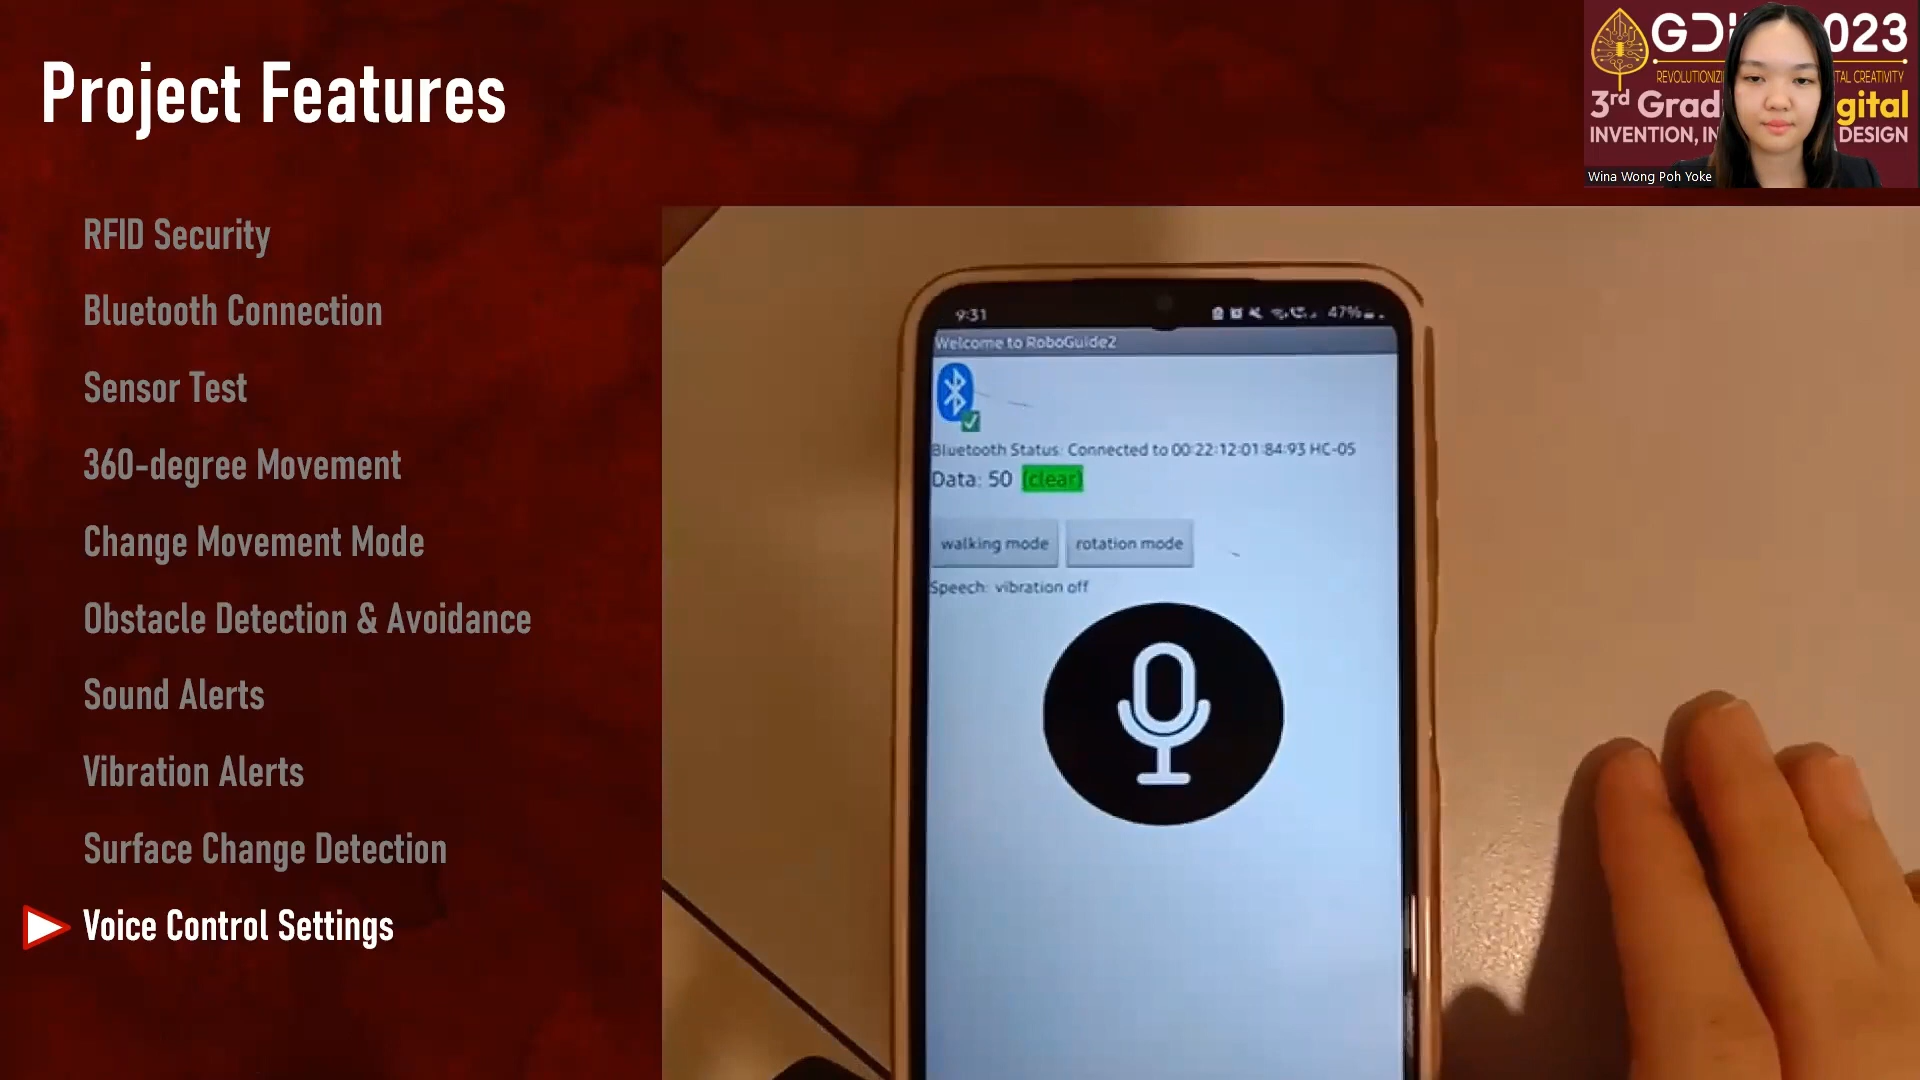 Project Features
RFID Security
Bluetooth Connection
Sensor Test
360-degree Movement
Change Movement Mode
Obstacle Detection & Avoidance
Sound Alerts
Vibration Alerts
Surface Change Detection
Voice Control Settings
2023
3rd Grad gital
INVENTION, IN DESIGN
Wina Wong Poh Yoke
9:31
47%
Welcome to RoboGuide2
Bluetooth Status: Connected to 00:22:12:01:84:93 HC-05
Data: 50 (clear)
walking mode
rotation mode
Speech: vibration off